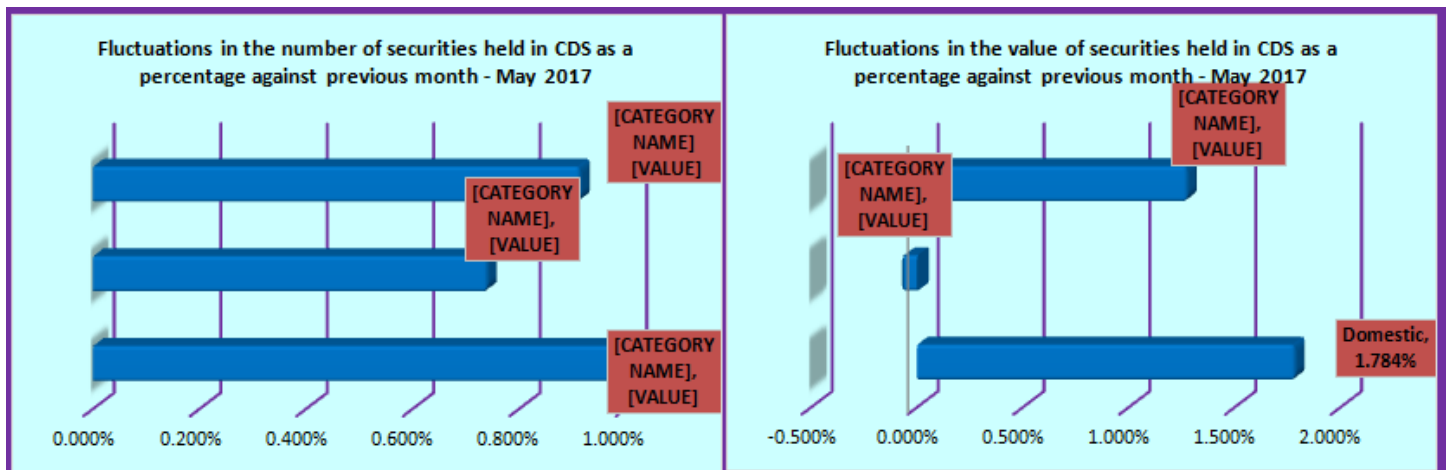 Fluctuations in the number of securities held in CDS as a
percentage against previous month - May 2017
[CATEGORY
NAME]
[VALUE]
[CATEGORY
NAME],
[VALUE]
[CATEGORY
NAME],
[VALUE]
0.000%
0.200%
0.400%
0.600%
0.800%
1.000%
Fluctuations in the value of securities held in CDS as a
percentage against previous month - May 2017
[CATEGORY
NAME],
[VALUE]
[CATEGORY
NAME],
[VALUE]
Domestic,
1.784%
-0.500%
0.000%
0.500%
1.000%
1.500%
2.000%